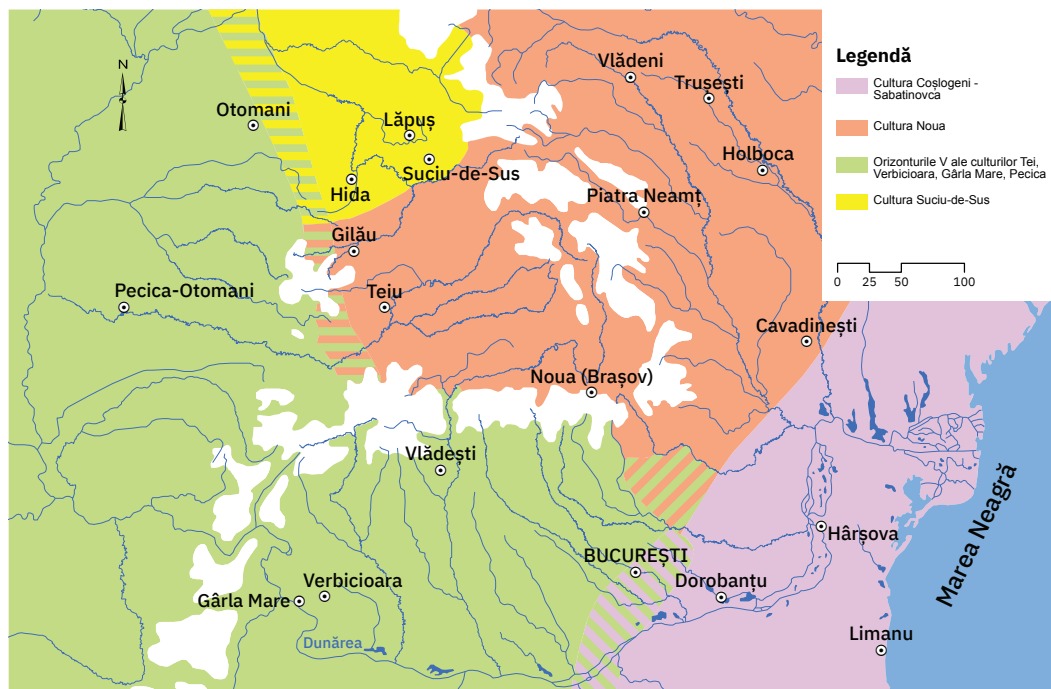 N
Otomani
Lăpuș
Suciu-de-Sus
Hida
Vlădeni
Trușești
Holboca
Piatra Neamț
Gilău
Pecica-Otomani
Teiu
Cavadinești
Noua (Brașov)
Vlădești
BUCUREȘTI
Hârșova
Dorobanțu
Verbicioara
Gârla Mare
Dunărea
Limanu
Marea Neagră
Legendă
Cultura Coșlogeni -
Sabatinovca
Cultura Noua
Orizonturile V ale culturilor Tei,
Verbicioara, Gârla Mare, Pecica
Cultura Suciu-de-Sus
0 25 50 100